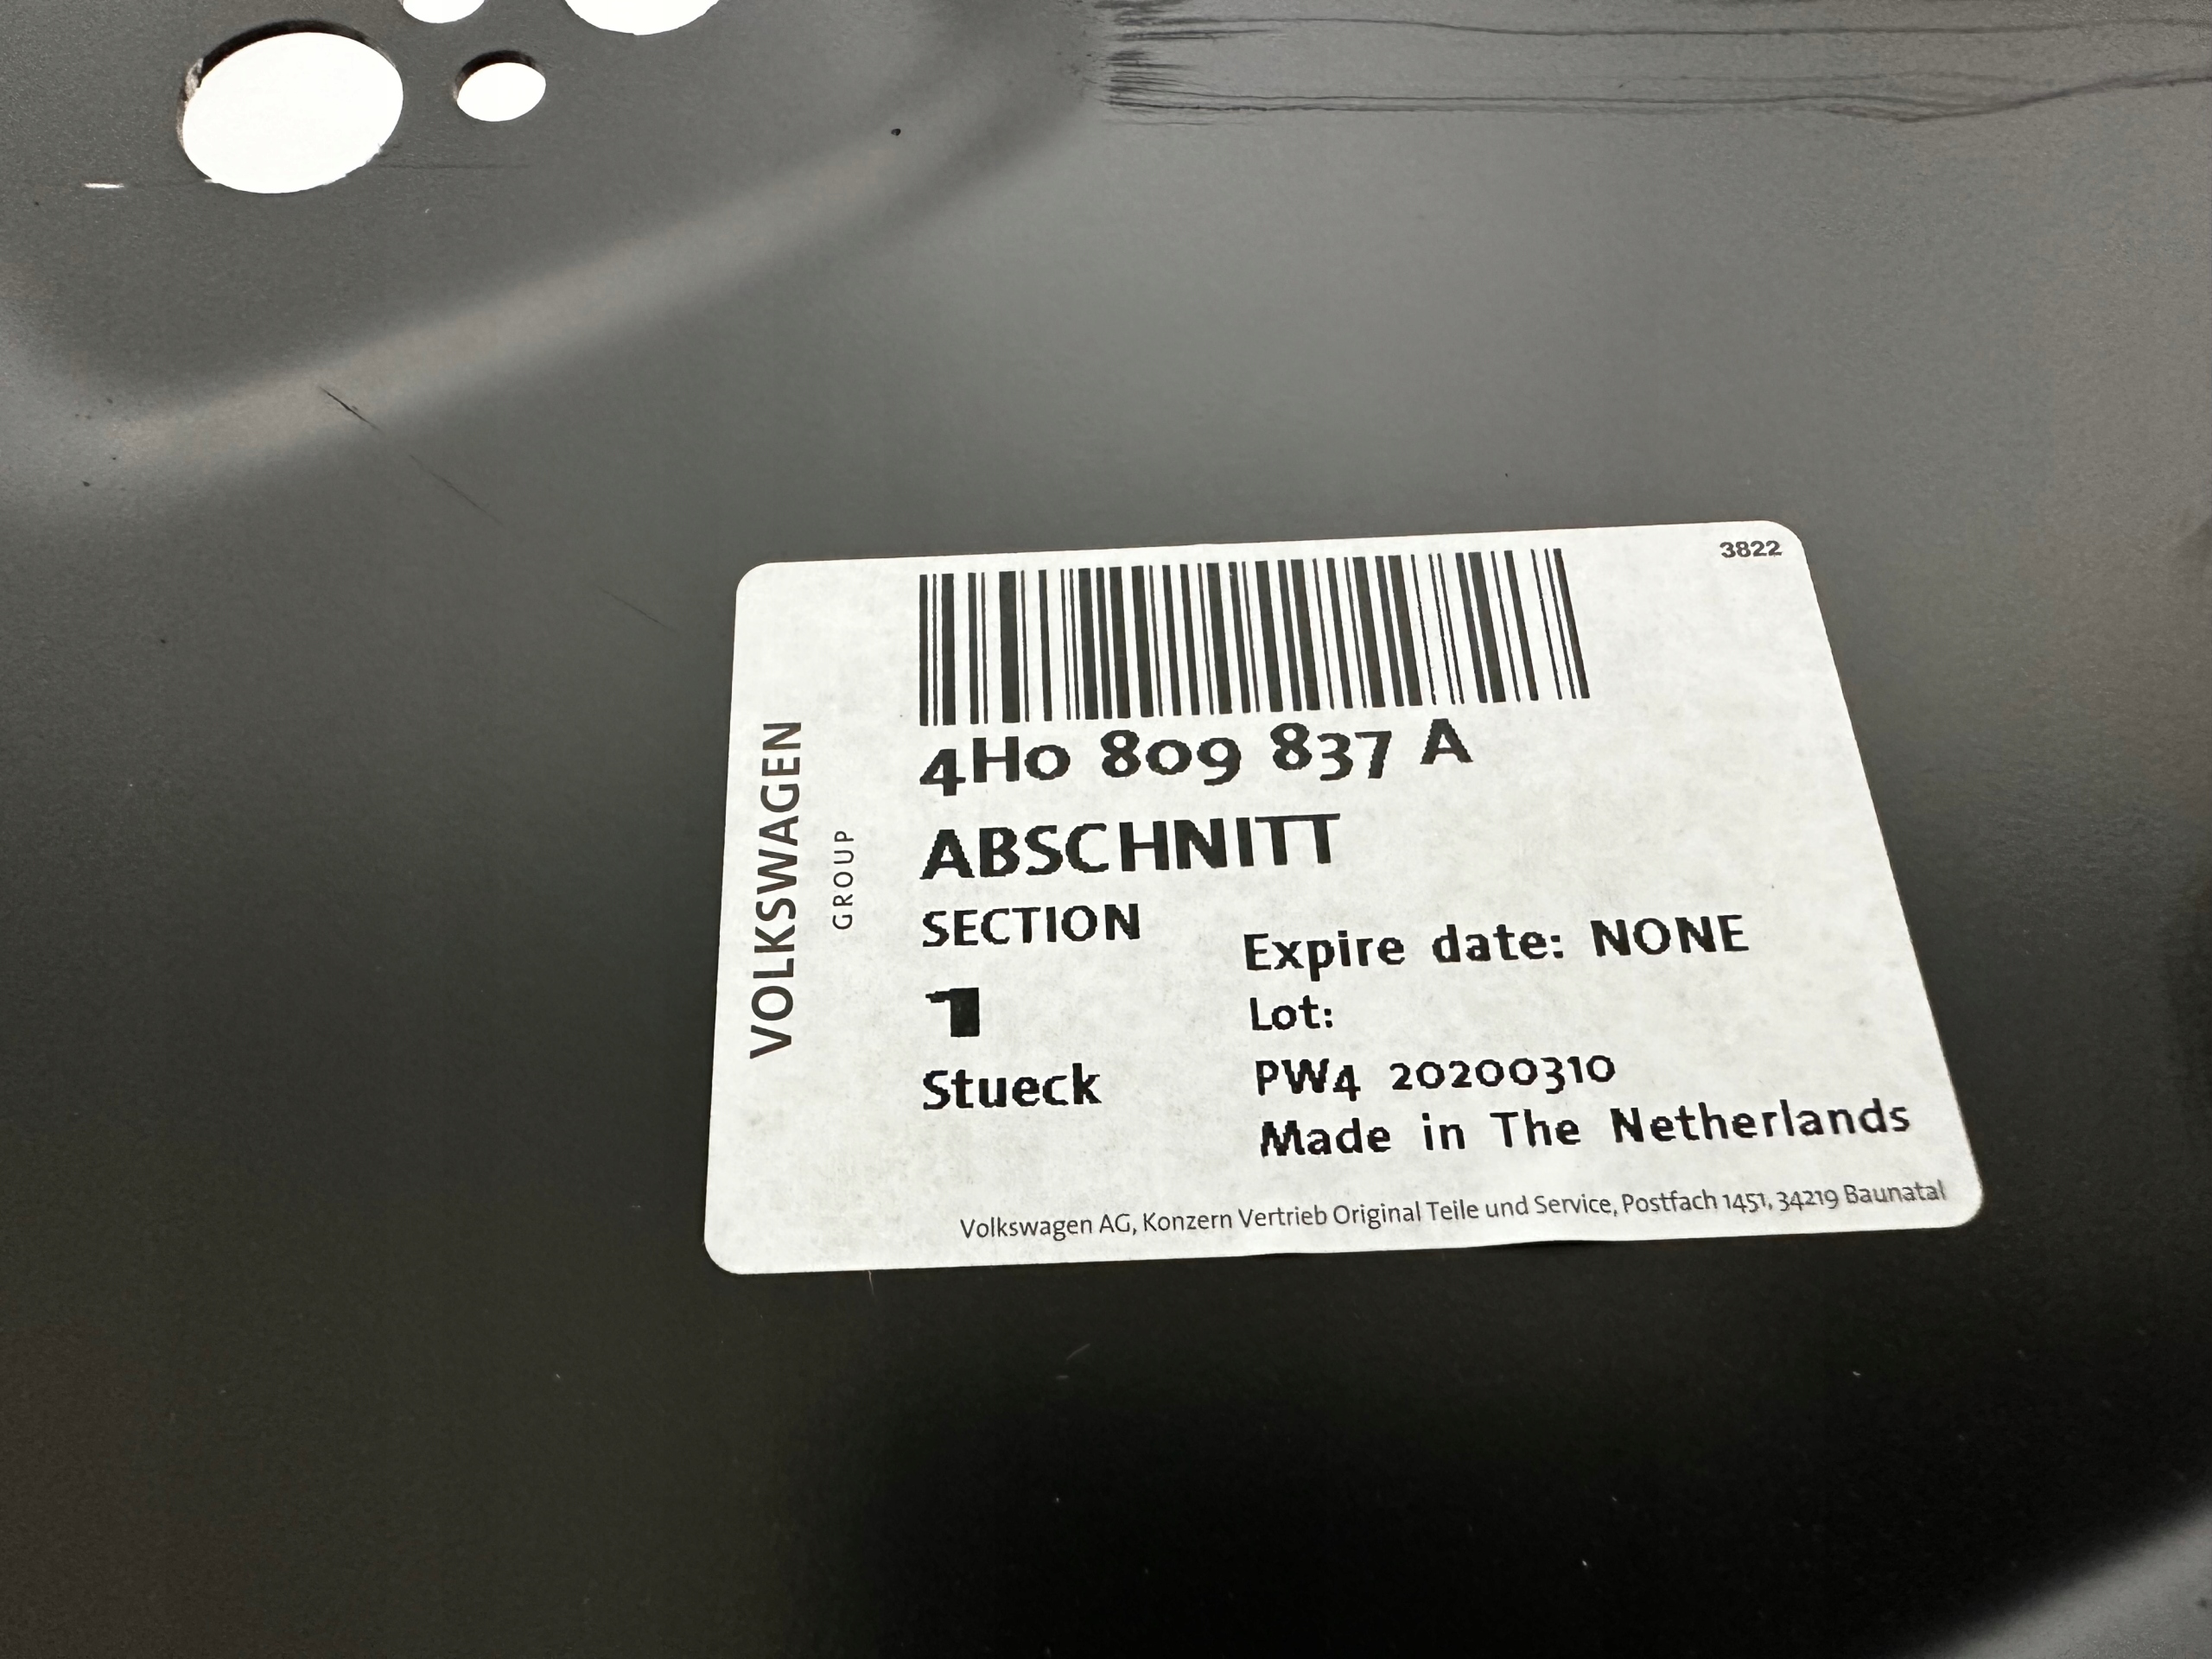 3822
VOLKSWAGEN
GROUP
4H0 809 837 A
ABSCHNITT
SECTION
1
Stueck
Expire date: NONE
Lot:
PW4 20200310
Made in The Netherlands
Volkswagen AG, Konzern Vertrieb Original Teile und Service, Postfach 1451, 34219 Baunatal